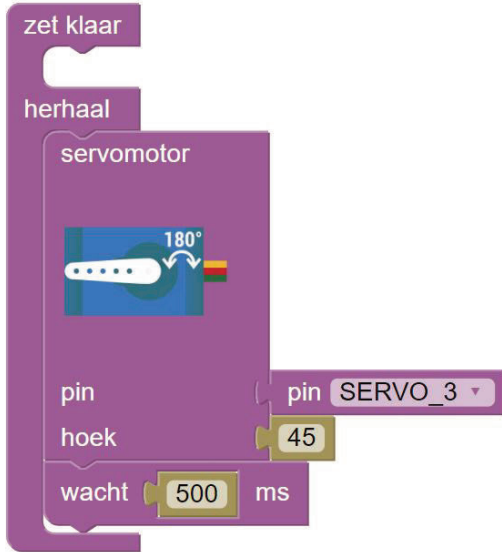 zet klaar
herhaal
servomotor
180°
pin pin SERVO_3
hoek 45
wacht 500 ms